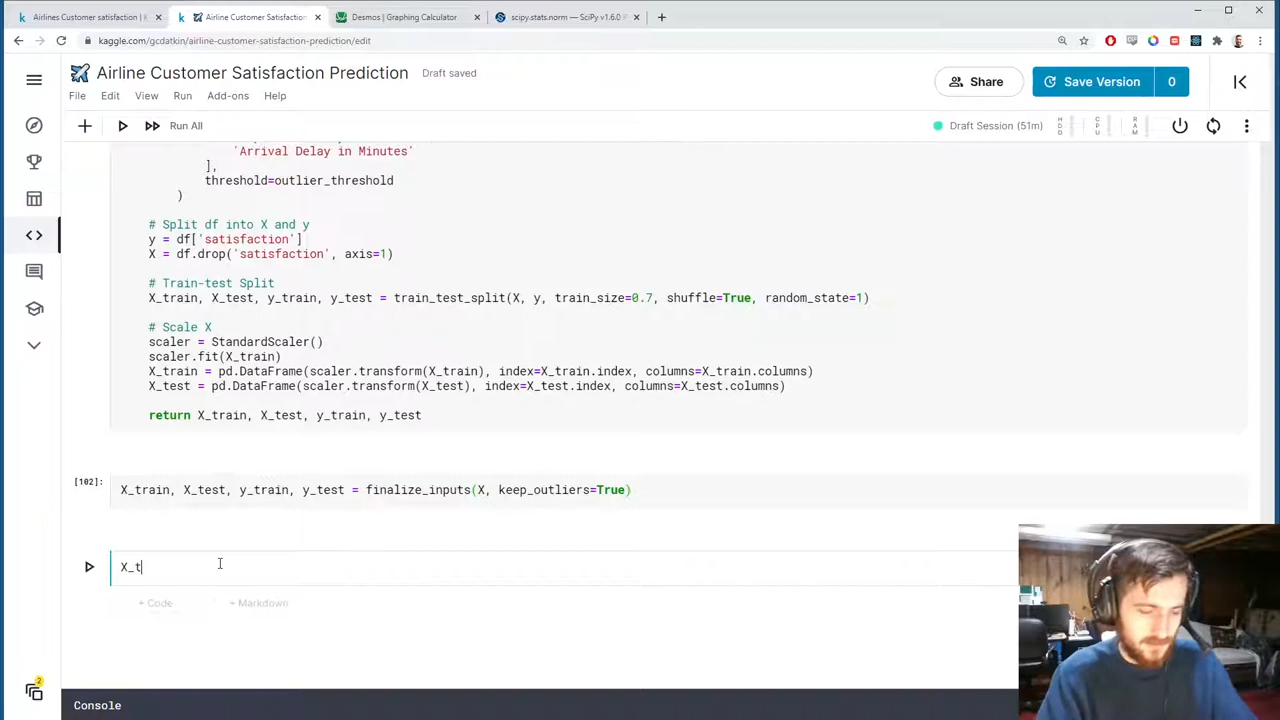 Airlines Customer satisfaction | K
Airline Customer Satisfaction
Desmos | Graphing Calculator
scipy.stats.norm — SciPy v1.6.0
kaggle.com/gcdatkin/airline-customer-satisfaction-prediction/edit
Airline Customer Satisfaction Prediction
Draft saved
Share
Save Version
0
File
Edit
View
Run
Add-ons
Help
Run All
Draft Session (51m)
HDD
CPU
RAM
'Arrival Delay in Minutes'
],
threshold=outlier_threshold
)
# Split df into X and y
y = df['satisfaction']
X = df.drop('satisfaction', axis=1)
# Train-test Split
X_train, X_test, y_train, y_test = train_test_split(X, y, train_size=0.7, shuffle=True, random_state=1)
# Scale X
scaler = StandardScaler()
scaler.fit(X_train)
X_train = pd.DataFrame(scaler.transform(X_train), index=X_train.index, columns=X_train.columns)
X_test = pd.DataFrame(scaler.transform(X_test), index=X_test.index, columns=X_test.columns)
return X_train, X_test, y_train, y_test
[102]:
X_train, X_test, y_train, y_test = finalize_inputs(X, keep_outliers=True)
X_t
+ Code
+ Markdown
2
Console